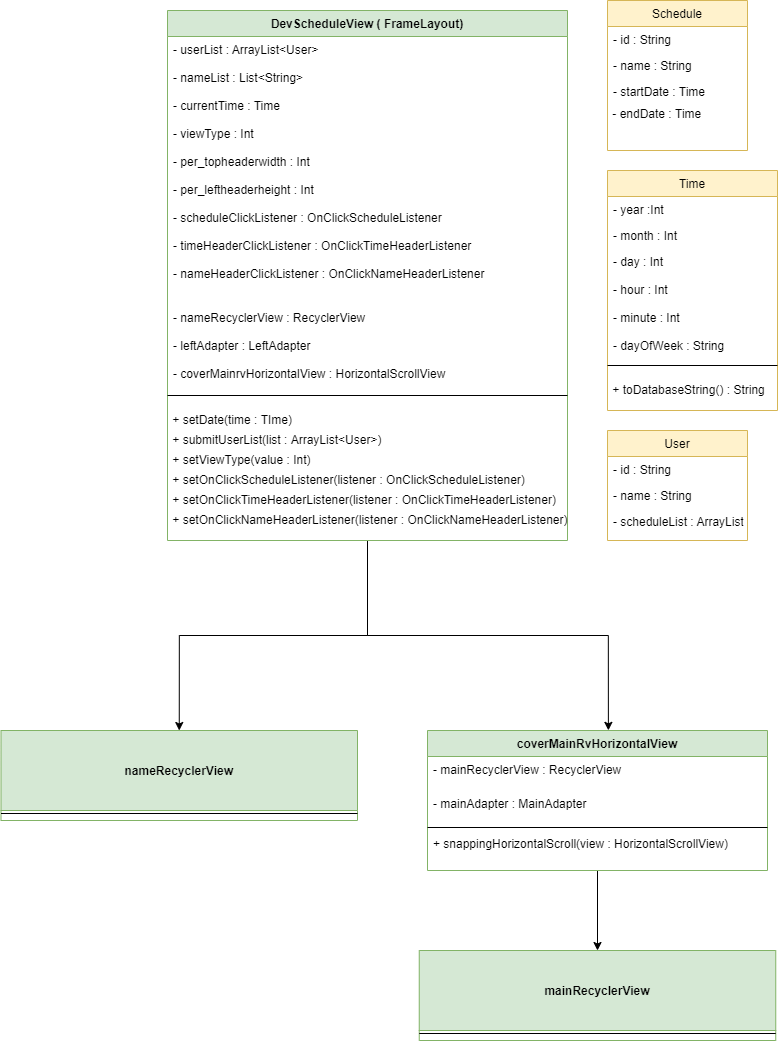 DevScheduleView ( FrameLayout)
- userList : ArrayList<User>
- nameList : List<String>
- currentTime : Time
- viewType : Int
- per_topheaderwidth : Int
- per_leftheaderheight : Int
- scheduleClickListener : OnClickScheduleListener
- timeHeaderClickListener : OnClickTimeHeaderListener
- nameHeaderClickListener : OnClickNameHeaderListener
- nameRecyclerView : RecyclerView
- leftAdapter : LeftAdapter
- coverMainrvHorizontalView : HorizontalScrollView
+ setDate(time : TIme)
+ submitUserList(list : ArrayList<User>)
+ setViewType(value : Int)
+ setOnClickScheduleListener(listener : OnClickScheduleListener)
+ setOnClickTimeHeaderListener(listener : OnClickTimeHeaderListener)
+ setOnClickNameHeaderListener(listener : OnClickNameHeaderListener)
Schedule
- id : String
- name : String
- startDate : Time
- endDate : Time
Time
- year :Int
- month : Int
- day : Int
- hour : Int
- minute : Int
- dayOfWeek : String
+ toDatabaseString() : String
User
- id : String
- name : String
- scheduleList : ArrayList
nameRecyclerView
coverMainRvHorizontalView
- mainRecyclerView : RecyclerView
- mainAdapter : MainAdapter
+ snappingHorizontalScroll(view : HorizontalScrollView)
mainRecyclerView